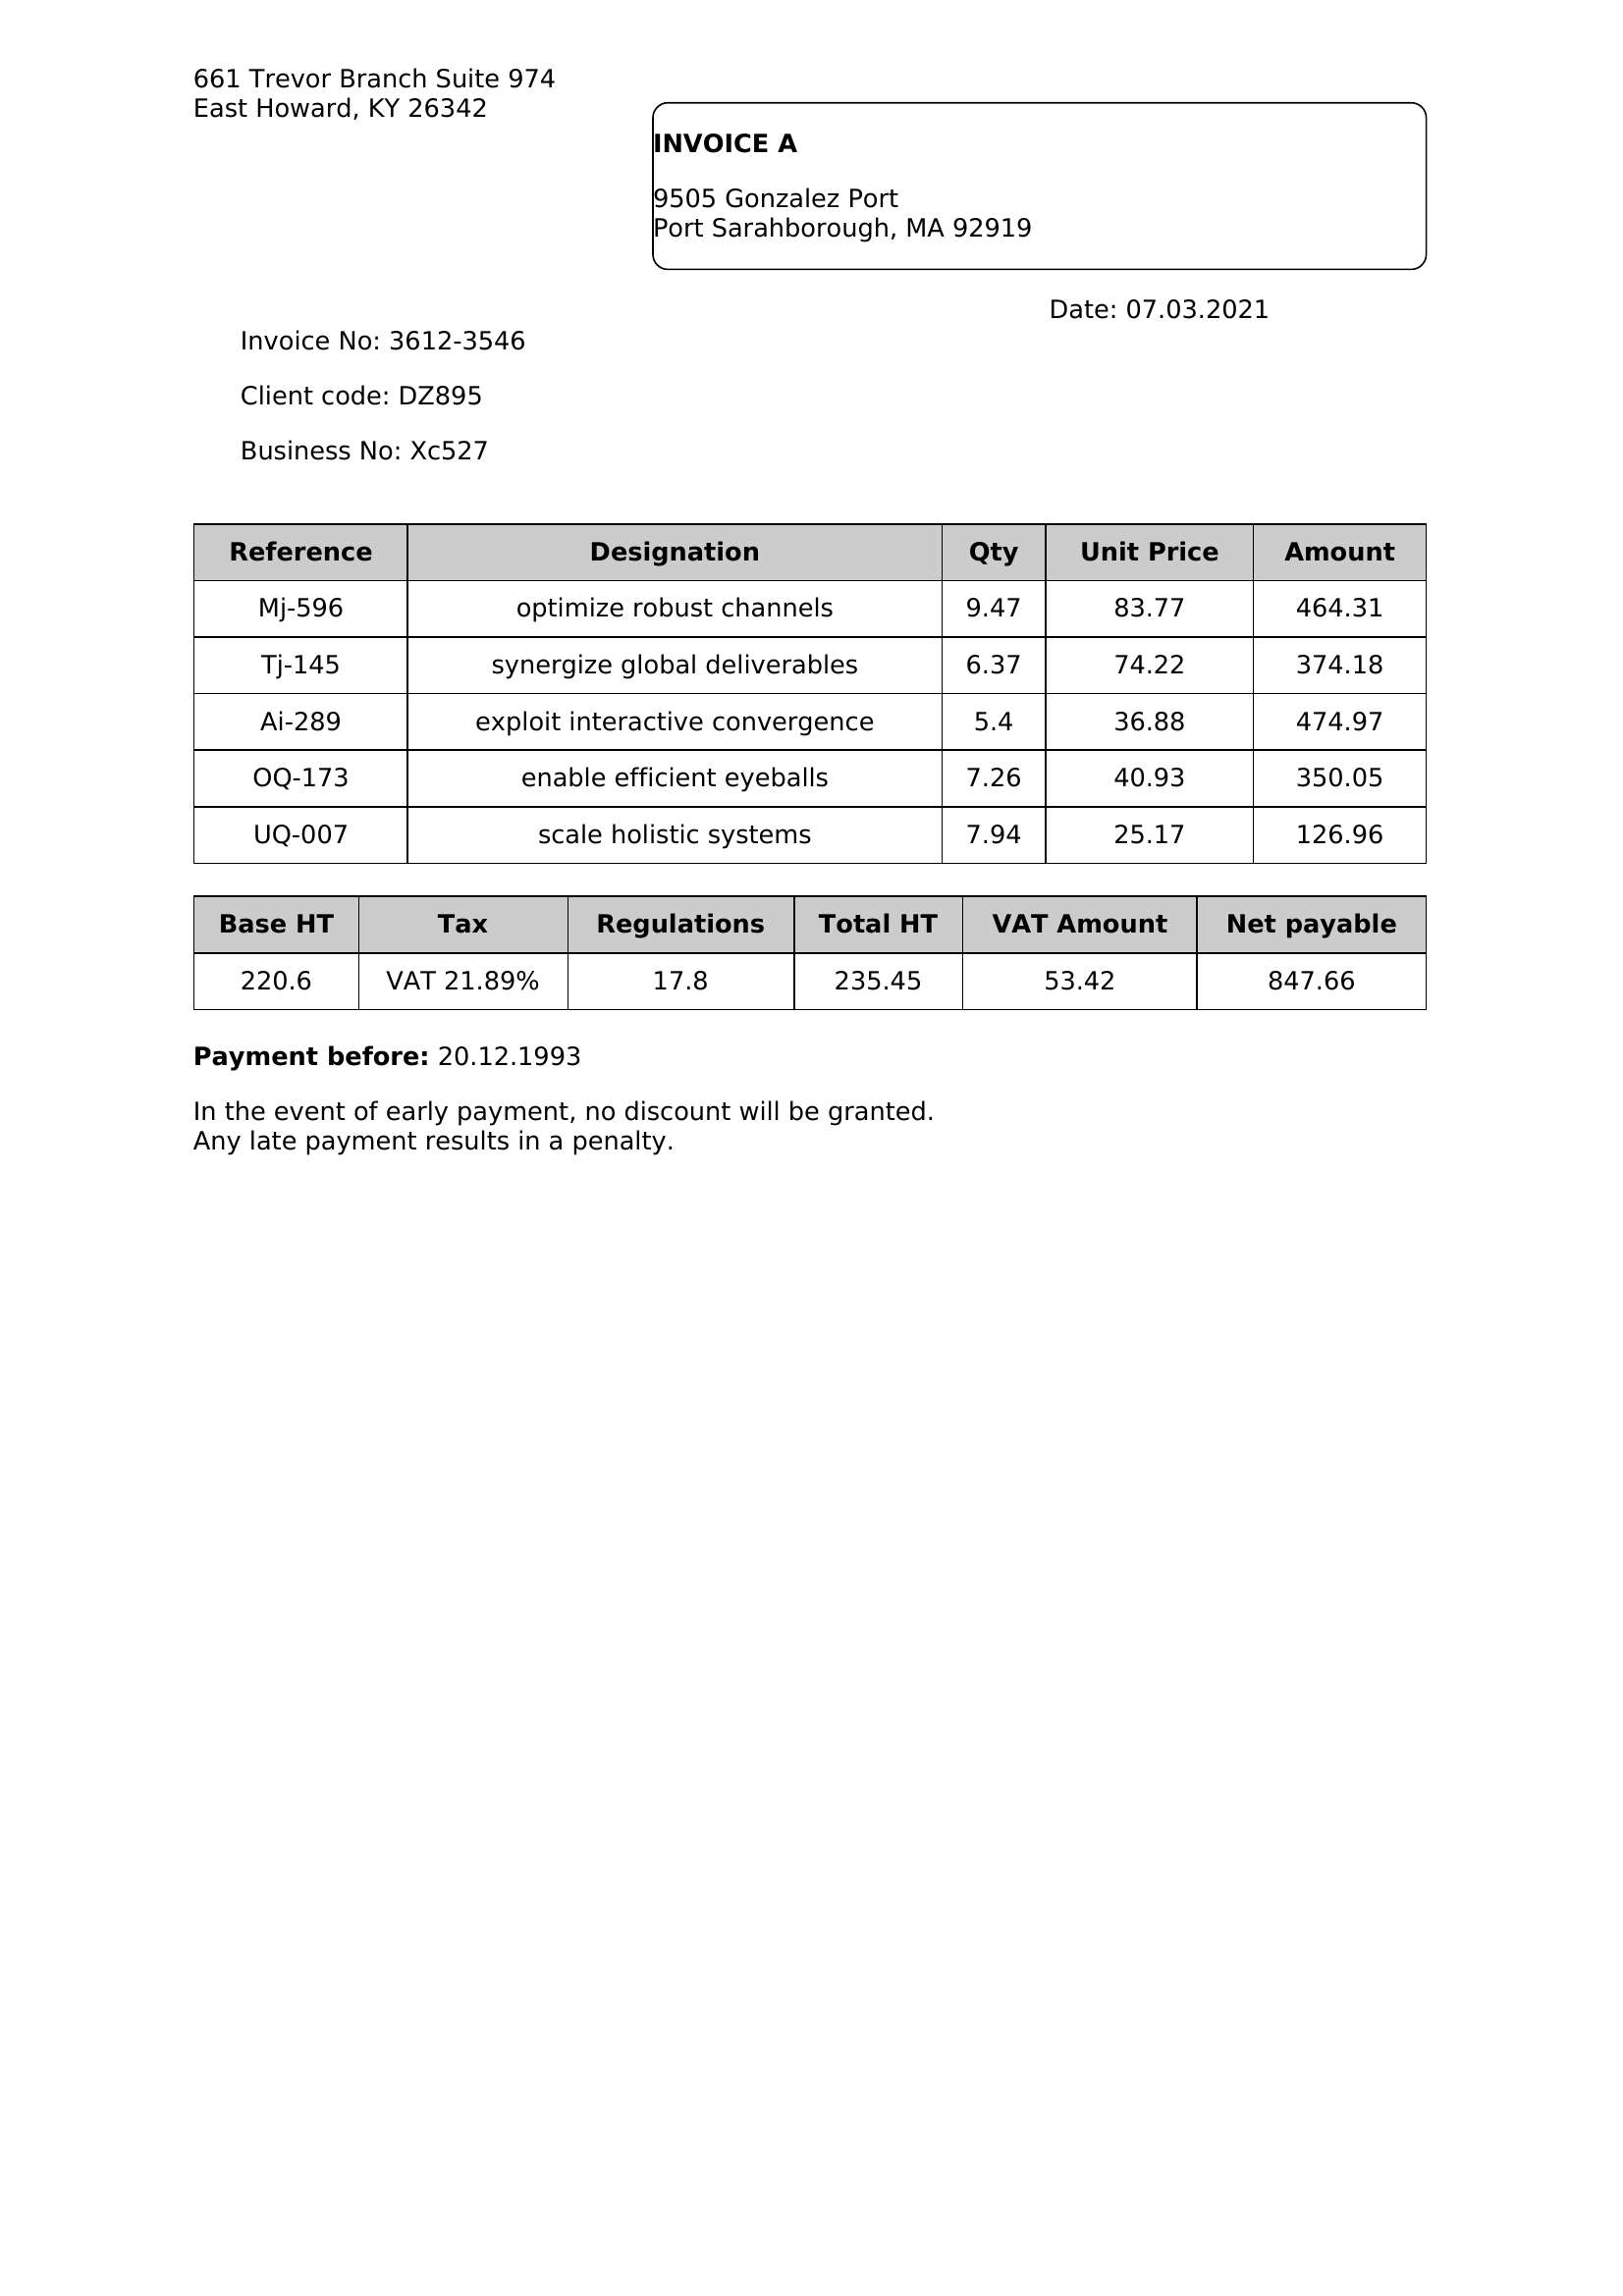 661 Trevor Branch Suite 974
East Howard, KY 26342
INVOICE A
9505 Gonzalez Port
Port Sarahborough, MA 92919
Date: 07.03.2021
Invoice No: 3612-3546
Client code: DZ895
Business No: Xc527
Reference Designation Qty Unit Price Amount
Mj-596 optimize robust channels 9.47 83.77 464.31
Tj-145 synergize global deliverables 6.37 74.22 374.18
Ai-289 exploit interactive convergence 5.4 36.88 474.97
OQ-173 enable efficient eyeballs 7.26 40.93 350.05
UQ-007 scale holistic systems 7.94 25.17 126.96
Base HT Tax Regulations Total HT VAT Amount Net payable
220.6 VAT 21.89% 17.8 235.45 53.42 847.66
Payment before: 20.12.1993
In the event of early payment, no discount will be granted.
Any late payment results in a penalty.